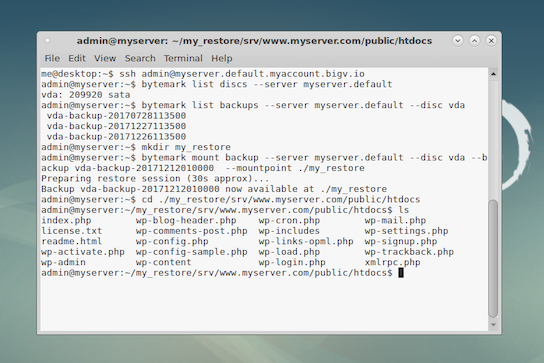 admin@myserver: ~/my_restore/srv/www.myserver.com/public/htdocs
File Edit View Search Terminal Help
me@desktop:~$ ssh admin@myserver.default.myaccount.bigv.io
admin@myserver:~$ bytemark list discs --server myserver.default
vda: 209920 sata
admin@myserver:~$ bytemark list backups --server myserver.default --disc vda
vda-backup-20170728113500
vda-backup-20171227113500
vda-backup-20171226113500
admin@myserver:~$ mkdir my_restore
admin@myserver:~$ bytemark mount backup --server myserver.default --disc vda --b
ackup vda-backup-20171212010000  --mountpoint ./my_restore
Preparing restore session (30s approx)...
Backup vda-backup-20171212010000 now available at ./my_restore
admin@myserver:~$ cd ./my_restore/srv/www.myserver.com/public/htdocs
admin@myserver:~/my_restore/srv/www.myserver.com/public/htdocs$ ls
index.php wp-blog-header.php wp-cron.php wp-mail.php
license.txt wp-comments-post.php wp-includes wp-settings.php
readme.html wp-config.php wp-links-opml.php wp-signup.php
wp-activate.php wp-config-sample.php wp-load.php wp-trackback.php
wp-admin wp-content wp-login.php xmlrpc.php
admin@myserver:~/my_restore/srv/www.myserver.com/public/htdocs$